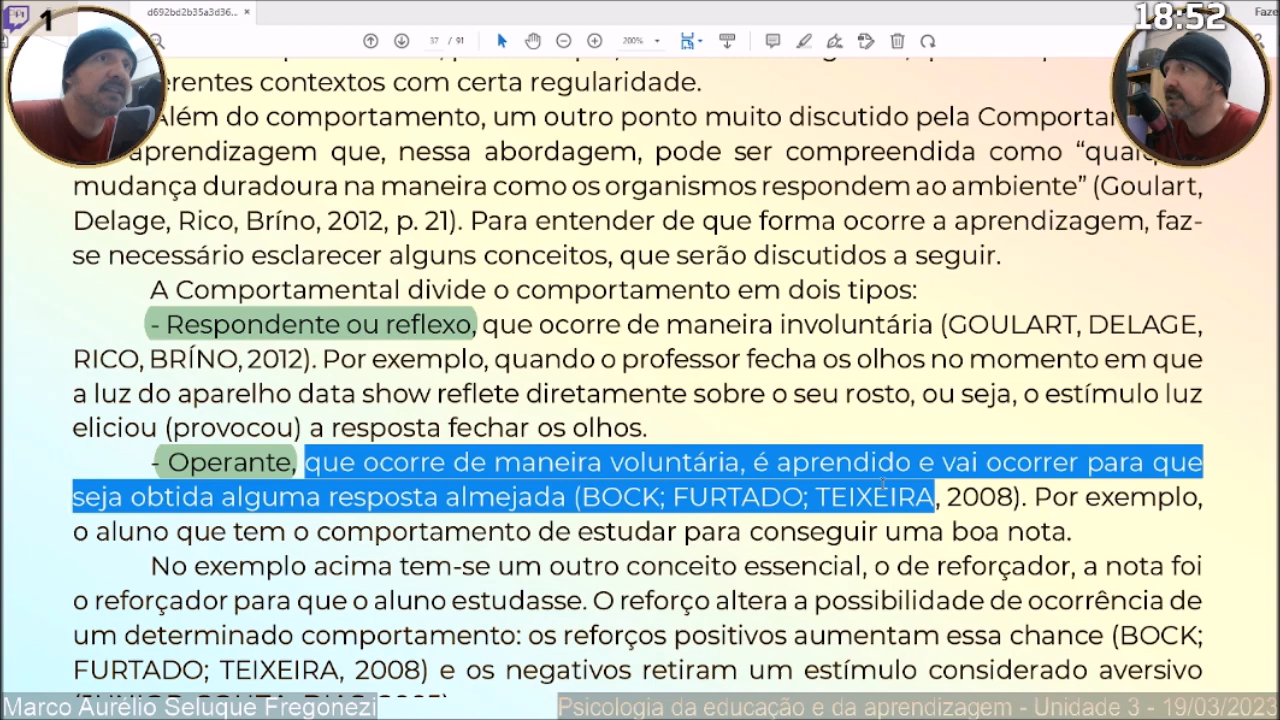 1
d692bd2b35a3d36...
×
18:52
Faze
37 / 91
200%
erentes contextos com certa regularidade.
Além do comportamento, um outro ponto muito discutido pela Comportam
aprendizagem que, nessa abordagem, pode ser compreendida como “qualq
mudança duradoura na maneira como os organismos respondem ao ambiente” (Goulart,
Delage, Rico, Bríno, 2012, p. 21). Para entender de que forma ocorre a aprendizagem, faz-
se necessário esclarecer alguns conceitos, que serão discutidos a seguir.
A Comportamental divide o comportamento em dois tipos:
- Respondente ou reflexo, que ocorre de maneira involuntária (GOULART, DELAGE,
RICO, BRÍNO, 2012). Por exemplo, quando o professor fecha os olhos no momento em que
a luz do aparelho data show reflete diretamente sobre o seu rosto, ou seja, o estímulo luz
eliciou (provocou) a resposta fechar os olhos.
- Operante, que ocorre de maneira voluntária, é aprendido e vai ocorrer para que
seja obtida alguma resposta almejada (BOCK; FURTADO; TEIXEIRA, 2008). Por exemplo,
o aluno que tem o comportamento de estudar para conseguir uma boa nota.
No exemplo acima tem-se um outro conceito essencial, o de reforçador, a nota foi
o reforçador para que o aluno estudasse. O reforço altera a possibilidade de ocorrência de
um determinado comportamento: os reforços positivos aumentam essa chance (BOCK;
FURTADO; TEIXEIRA, 2008) e os negativos retiram um estímulo considerado aversivo
Marco Aurélio Seluque Fregonezi
Psicologia da educação e da aprendizagem - Unidade 3 - 19/03/2023